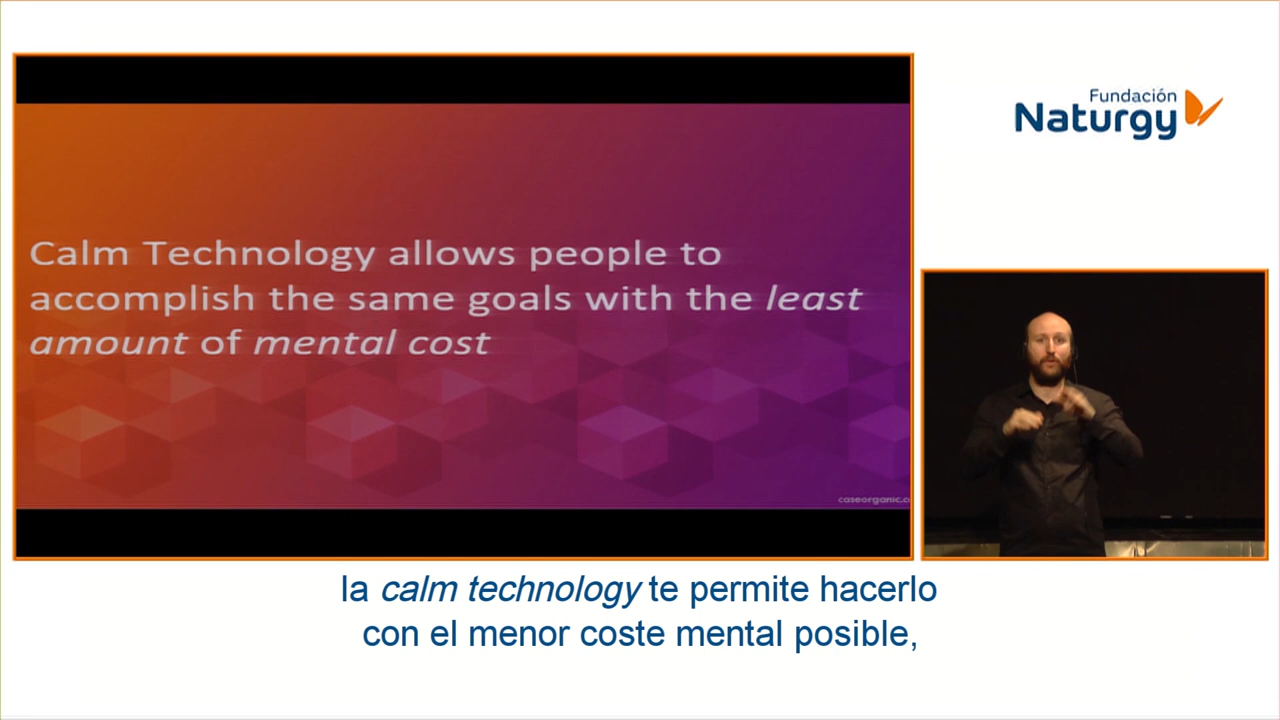 Calm Technology allows people to
accomplish the same goals with the least
amount of mental cost
caseorganic.c
Fundación
Naturgy
la calm technology te permite hacerlo
con el menor coste mental posible,